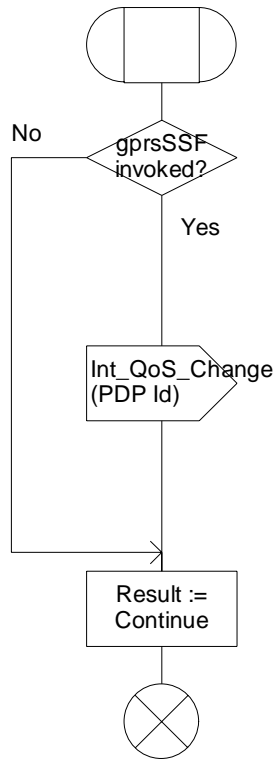 No
gprsSSF
invoked?
Yes
Int_QoS_Change
(PDP Id)
Result :=
Continue